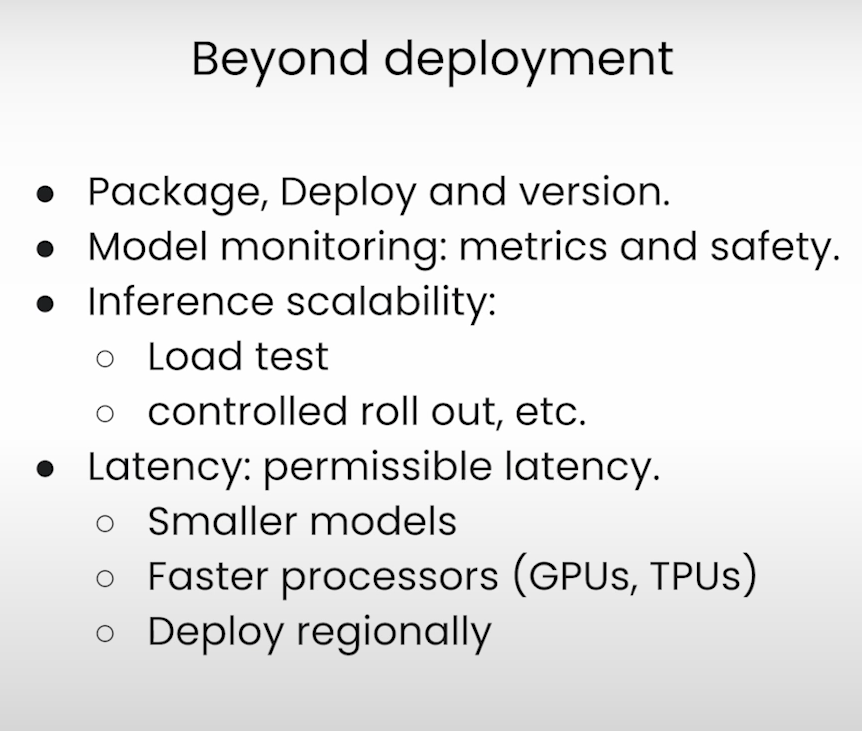 Beyond deployment
● Package, Deploy and version.
● Model monitoring: metrics and safety.
● Inference scalability:
○ Load test
○ controlled roll out, etc.
● Latency: permissible latency.
○ Smaller models
○ Faster processors (GPUs, TPUs)
○ Deploy regionally